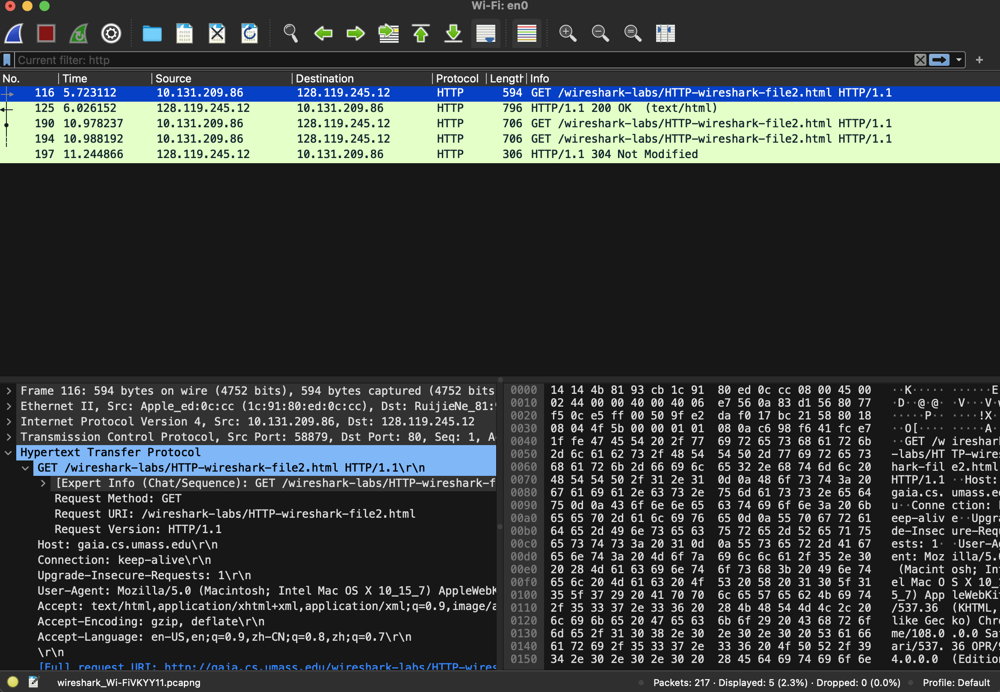 Wi-Fi: en0
Current filter: http
No. Time Source Destination Protocol Length Info
116 5.723112 10.131.209.86 128.119.245.12 HTTP 594 GET /wireshark-labs/HTTP-wireshark-file2.html HTTP/1.1
125 6.026152 128.119.245.12 10.131.209.86 HTTP 796 HTTP/1.1 200 OK (text/html)
190 10.978237 10.131.209.86 128.119.245.12 HTTP 706 GET /wireshark-labs/HTTP-wireshark-file2.html HTTP/1.1
194 10.988192 10.131.209.86 128.119.245.12 HTTP 706 GET /wireshark-labs/HTTP-wireshark-file2.html HTTP/1.1
197 11.244866 128.119.245.12 10.131.209.86 HTTP 306 HTTP/1.1 304 Not Modified
Frame 116: 594 bytes on wire (4752 bits), 594 bytes captured (4752 bits
Ethernet II, Src: Apple_ed:0c:cc (1c:91:80:ed:0c:cc), Dst: RuijieNe_81:9
Internet Protocol Version 4, Src: 10.131.209.86, Dst: 128.119.245.12
Transmission Control Protocol, Src Port: 58879, Dst Port: 80, Seq: 1, A
Hypertext Transfer Protocol
GET /wireshark-labs/HTTP-wireshark-file2.html HTTP/1.1\r\n
[Expert Info (Chat/Sequence): GET /wireshark-labs/HTTP-wireshark-f
Request Method: GET
Request URI: /wireshark-labs/HTTP-wireshark-file2.html
Request Version: HTTP/1.1
Host: gaia.cs.umass.edu\r\n
Connection: keep-alive\r\n
Upgrade-Insecure-Requests: 1\r\n
User-Agent: Mozilla/5.0 (Macintosh; Intel Mac OS X 10_15_7) AppleWebK
Accept: text/html,application/xhtml+xml,application/xml;q=0.9,image/a
Accept-Encoding: gzip, deflate\r\n
Accept-Language: en-US,en;q=0.9,zh-CN;q=0.8,zh;q=0.7\r\n
\r\n
[Full request URI: http://gaia.cs.umass.edu/wireshark-labs/HTTP-wires
0000 14 14 4b 81 93 cb 1c 91 80 ed 0c cc 08 00 45 00 ··K····· ······E
0010 02 44 00 00 40 00 40 06 e7 56 0a 83 d1 56 80 77 ·D··@·@· ·V···V·w
0020 f5 0c e5 ff 00 50 9f e2 da f0 17 bc 21 58 80 18 ·····P·· ····!X·
0030 08 04 4f 5b 00 00 01 01 08 0a c6 98 f6 41 fc e7 ··O[···· ·····A·
0040 1f fe 47 45 54 20 2f 77 69 72 65 73 68 61 72 6b ··GET /w ireshark
0050 2d 6c 61 62 73 2f 48 54 54 50 2d 77 69 72 65 73 -labs/HT TP-wires
0060 68 61 72 6b 2d 66 69 6c 65 32 2e 68 74 6d 6c 20 hark-fil e2.html
0070 48 54 54 50 2f 31 2e 31 0d 0a 48 6f 73 74 3a 20 HTTP/1.1 ··Host:
0080 67 61 69 61 2e 63 73 2e 75 6d 61 73 73 2e 65 64 gaia.cs. umass.ed
0090 75 0d 0a 43 6f 6e 6e 65 63 74 69 6f 6e 3a 20 6b u··Conne ction: k
00a0 65 65 70 2d 61 6c 69 76 65 0d 0a 55 70 67 72 61 eep-aliv e··Upgra
00b0 64 65 2d 49 6e 73 65 63 75 72 65 2d 52 65 71 75 de-Insec ure-Requ
00c0 65 73 74 73 3a 20 31 0d 0a 55 73 65 72 2d 41 67 ests: 1· ·User-Ag
00d0 65 6e 74 3a 20 4d 6f 7a 69 6c 6c 61 2f 35 2e 30 ent: Moz illa/5.0
00e0 20 28 4d 61 63 69 6e 74 6f 73 68 3b 20 49 6e 74 (Macint osh; Int
00f0 65 6c 20 4d 61 63 20 4f 53 20 58 20 31 30 5f 31 el Mac O S X 10_1
0100 35 5f 37 29 20 41 70 70 6c 65 57 65 62 4b 69 74 5_7) App leWebKit
0110 2f 35 33 37 2e 33 36 20 28 4b 48 54 4d 4c 2c 20 /537.36 (KHTML,
0120 6c 69 6b 65 20 47 65 63 6b 6f 29 20 43 68 72 6f like Gec ko) Chro
0130 6d 65 2f 31 30 38 2e 30 2e 30 2e 30 20 53 61 66 me/108.0 .0.0 Saf
0140 61 72 69 2f 35 33 37 2e 33 36 20 4f 50 52 2f 39 ari/537. 36 OPR/9
0150 34 2e 30 2e 30 2e 30 20 28 45 64 69 74 69 6f 6e 4.0.0.0 (Edition
wireshark_Wi-FiVKYY11.pcapng Packets: 217 · Displayed: 5 (2.3%) · Dropped: 0 (0.0%) Profile: Default